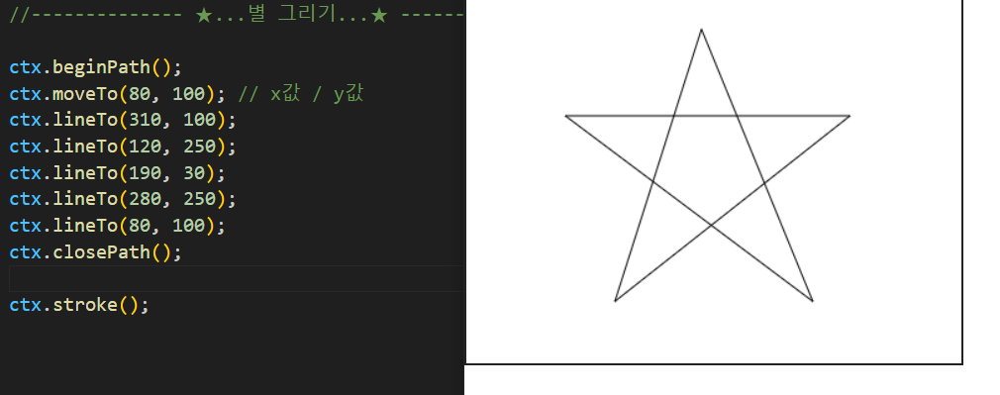 //-------------- ★...별 그리기...★ ------
ctx.beginPath();
ctx.moveTo(80, 100); // x값 / y값
ctx.lineTo(310, 100);
ctx.lineTo(120, 250);
ctx.lineTo(190, 30);
ctx.lineTo(280, 250);
ctx.lineTo(80, 100);
ctx.closePath();
ctx.stroke();